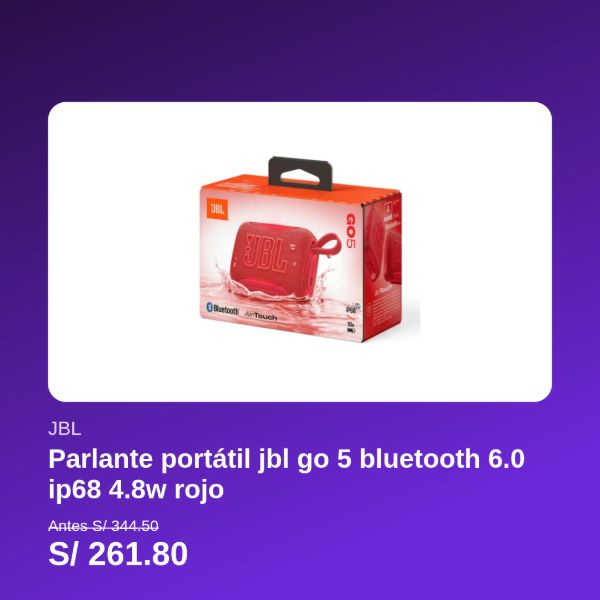 JBL
GO5
JBL
Bluetooth
AirTouch
IP68
JBL
Parlante portátil jbl go 5 bluetooth 6.0
ip68 4.8w rojo
Antes S/ 344.50
S/ 261.80